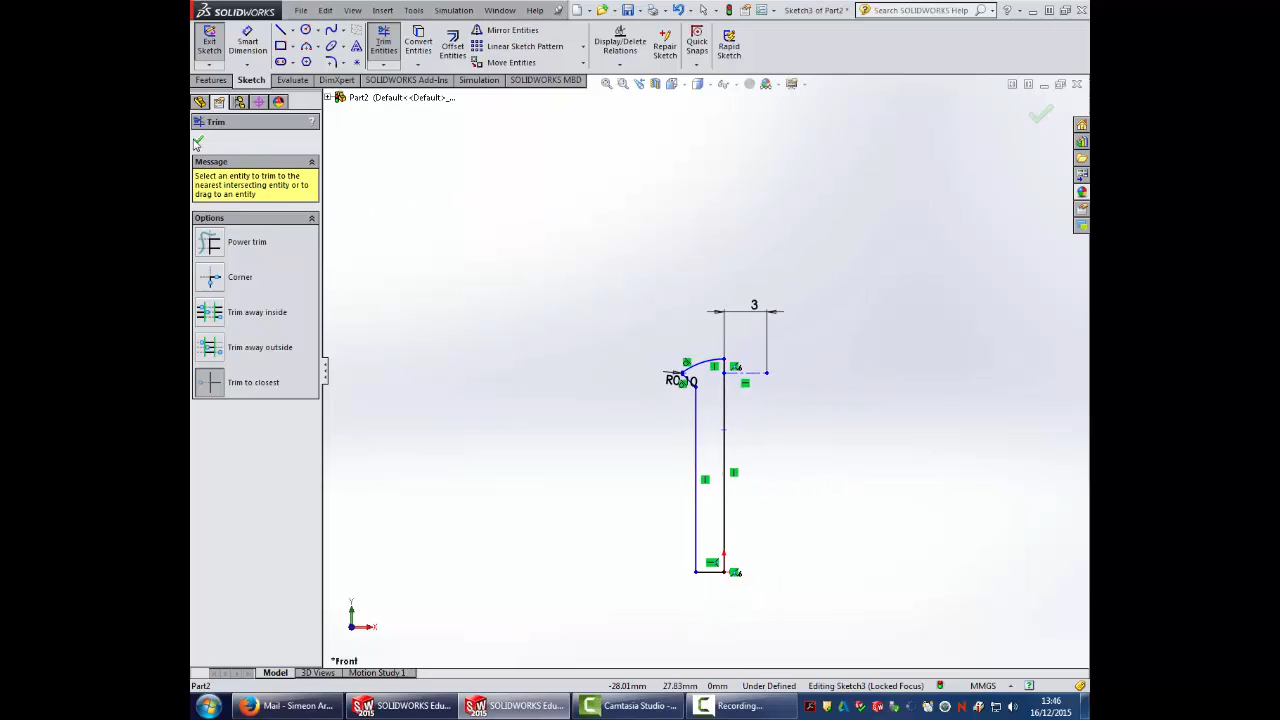 SOLIDWORKS File Edit View Insert Tools Simulation Window Help Sketch3 of Part2 * Search SOLIDWORKS Help
Exit Sketch Smart Dimension Trim Entities Convert Entities Offset Entities Mirror Entities Linear Sketch Pattern Move Entities Display/Delete Relations Repair Sketch Quick Snaps Rapid Sketch
Features Sketch Evaluate DimXpert SOLIDWORKS Add-Ins Simulation SOLIDWORKS MBD
Part2 (Default<<Default>_...
Trim ?
Message
Select an entity to trim to the
nearest intersecting entity or to
drag to an entity
Options
Power trim
Corner
Trim away inside
Trim away outside
Trim to closest
3
Y
X
*Front
Model 3D Views Motion Study 1
Part2 -28.01mm 27.83mm 0mm Under Defined Editing Sketch3 (Locked Focus) MMGS
Mail - Simeon Ar... SOLIDWORKS Edu... SOLIDWORKS Edu... Camtasia Studio -... Recording...
13:46
16/12/2015